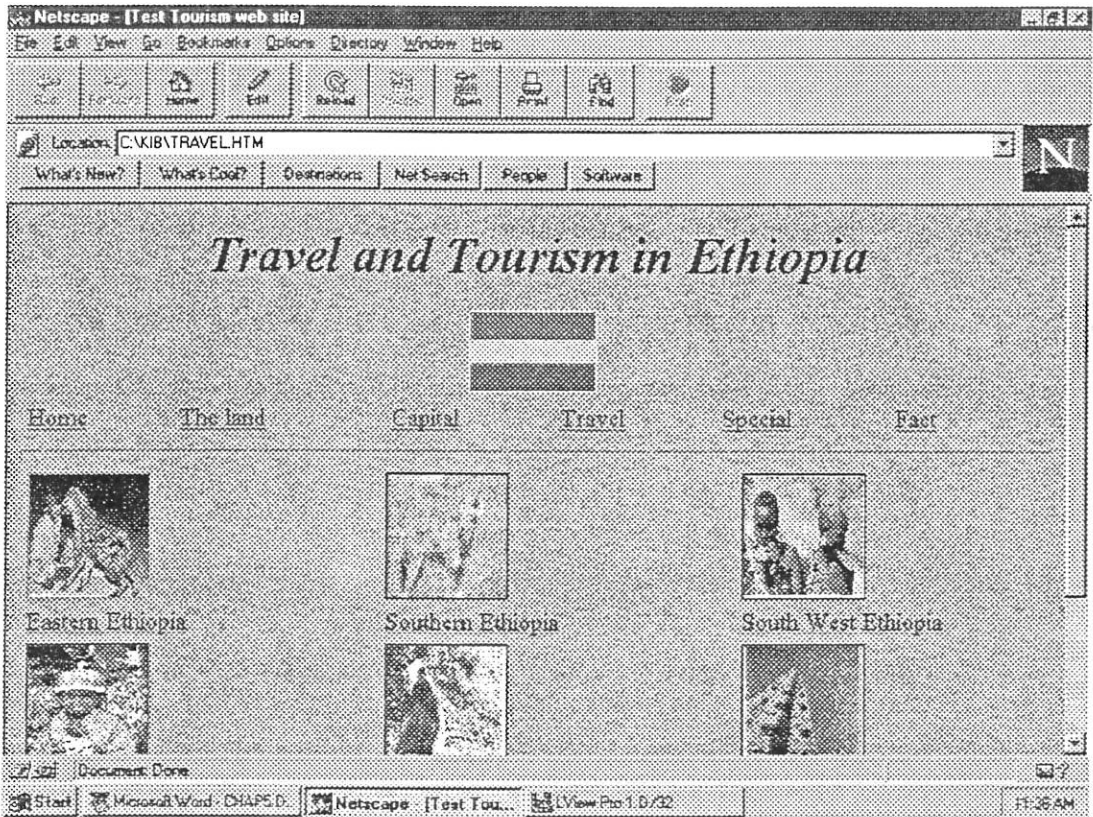 Netscape - [Test Tourism web site]
File Edit View Go Bookmarks Options Directory Window Help
Back Forward Home Edit Reload Open Print Find
Location: C:\KIB\TRAVEL.HTM
What's New? What's Cool? Destinations Net Search People Software
Travel and Tourism in Ethiopia
Home The land Capital Travel Special Fact
Eastern Ethiopia Southern Ethiopia South West Ethiopia
Document: Done
Start Microsoft Word - CHAP5.D... Netscape - [Test Tou... LView Pro 1.D/32 11:36 AM